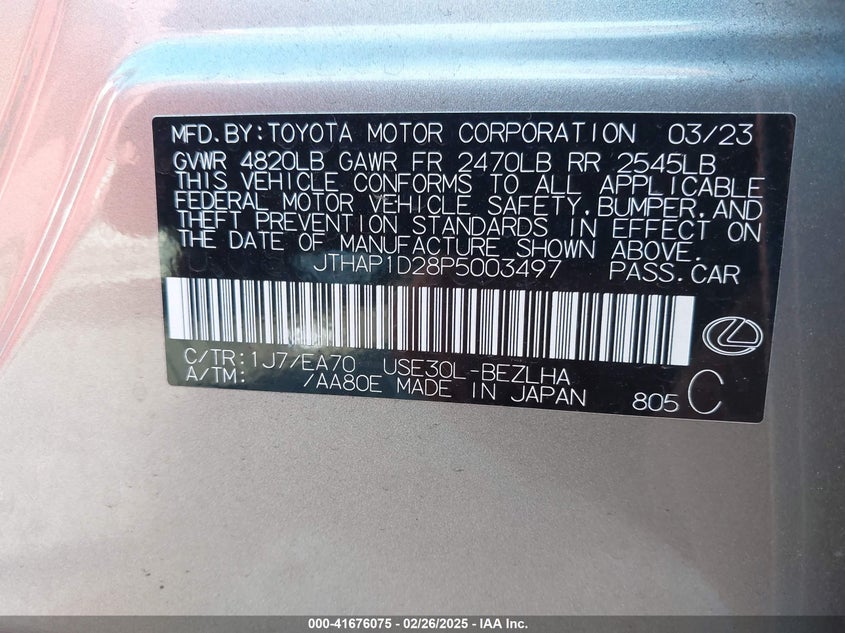 MFD.BY:TOYOTA MOTOR CORPORATION 03/23
GVWR 4820LB GAWR FR 2470LB RR 2545LB
THIS VEHICLE CONFORMS TO ALL APPLICABLE
FEDERAL MOTOR VEHICLE SAFETY,BUMPER,AND
THEFT PREVENTION STANDARDS IN EFFECT ON
THE DATE OF MANUFACTURE SHOWN ABOVE.
JTHAP1D28P5003497 PASS.CAR
C/TR:1J7/EA70 USE30L-BEZLHA
A/TM: /AA80E MADE IN JAPAN 805 C
000-41676075 — 02/26/2025 — IAA Inc.